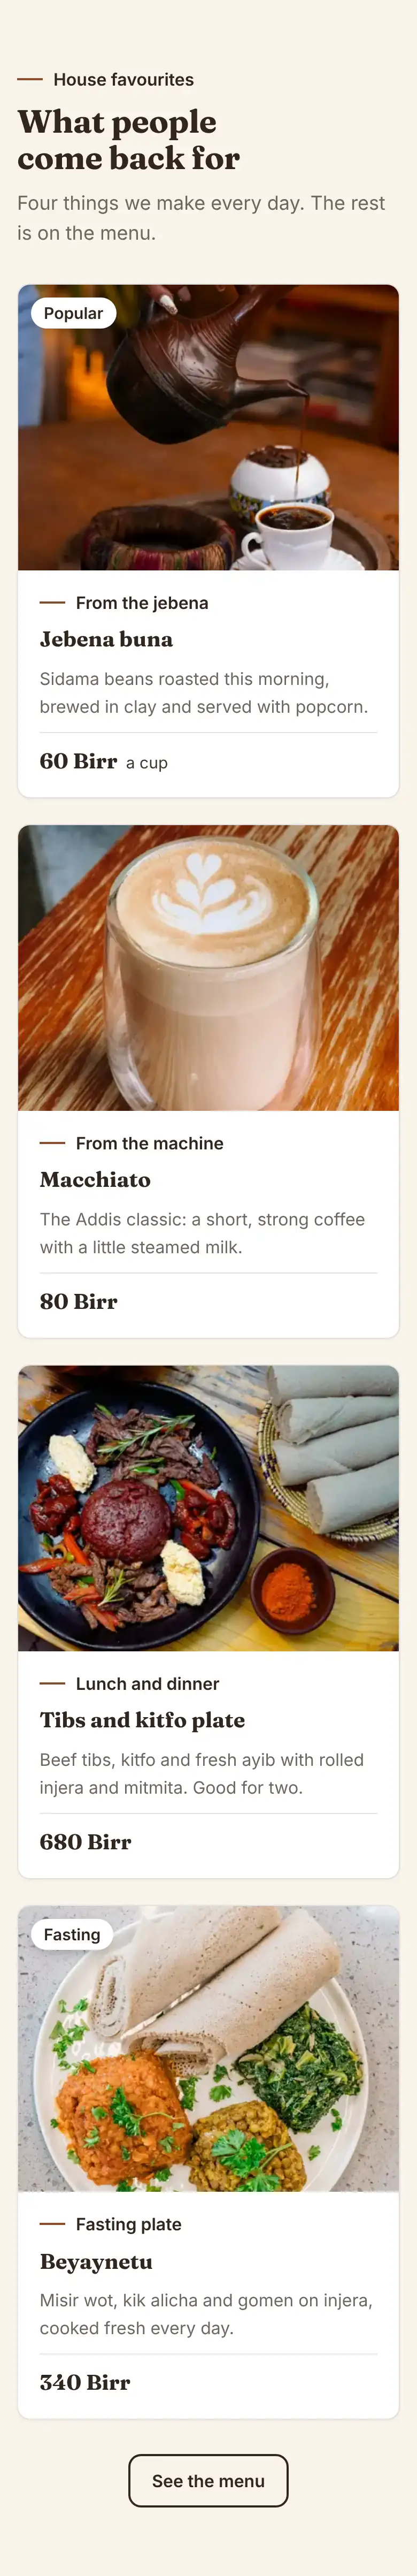 House favourites
What people
come back for
Four things we make every day. The rest
is on the menu.
Popular
From the jebena
Jebena buna
Sidama beans roasted this morning,
brewed in clay and served with popcorn.
60 Birr a cup
From the machine
Macchiato
The Addis classic: a short, strong coffee
with a little steamed milk.
80 Birr
Lunch and dinner
Tibs and kitfo plate
Beef tibs, kitfo and fresh ayib with rolled
injera and mitmita. Good for two.
680 Birr
Fasting
Fasting plate
Beyaynetu
Misir wot, kik alicha and gomen on injera,
cooked fresh every day.
340 Birr
See the menu